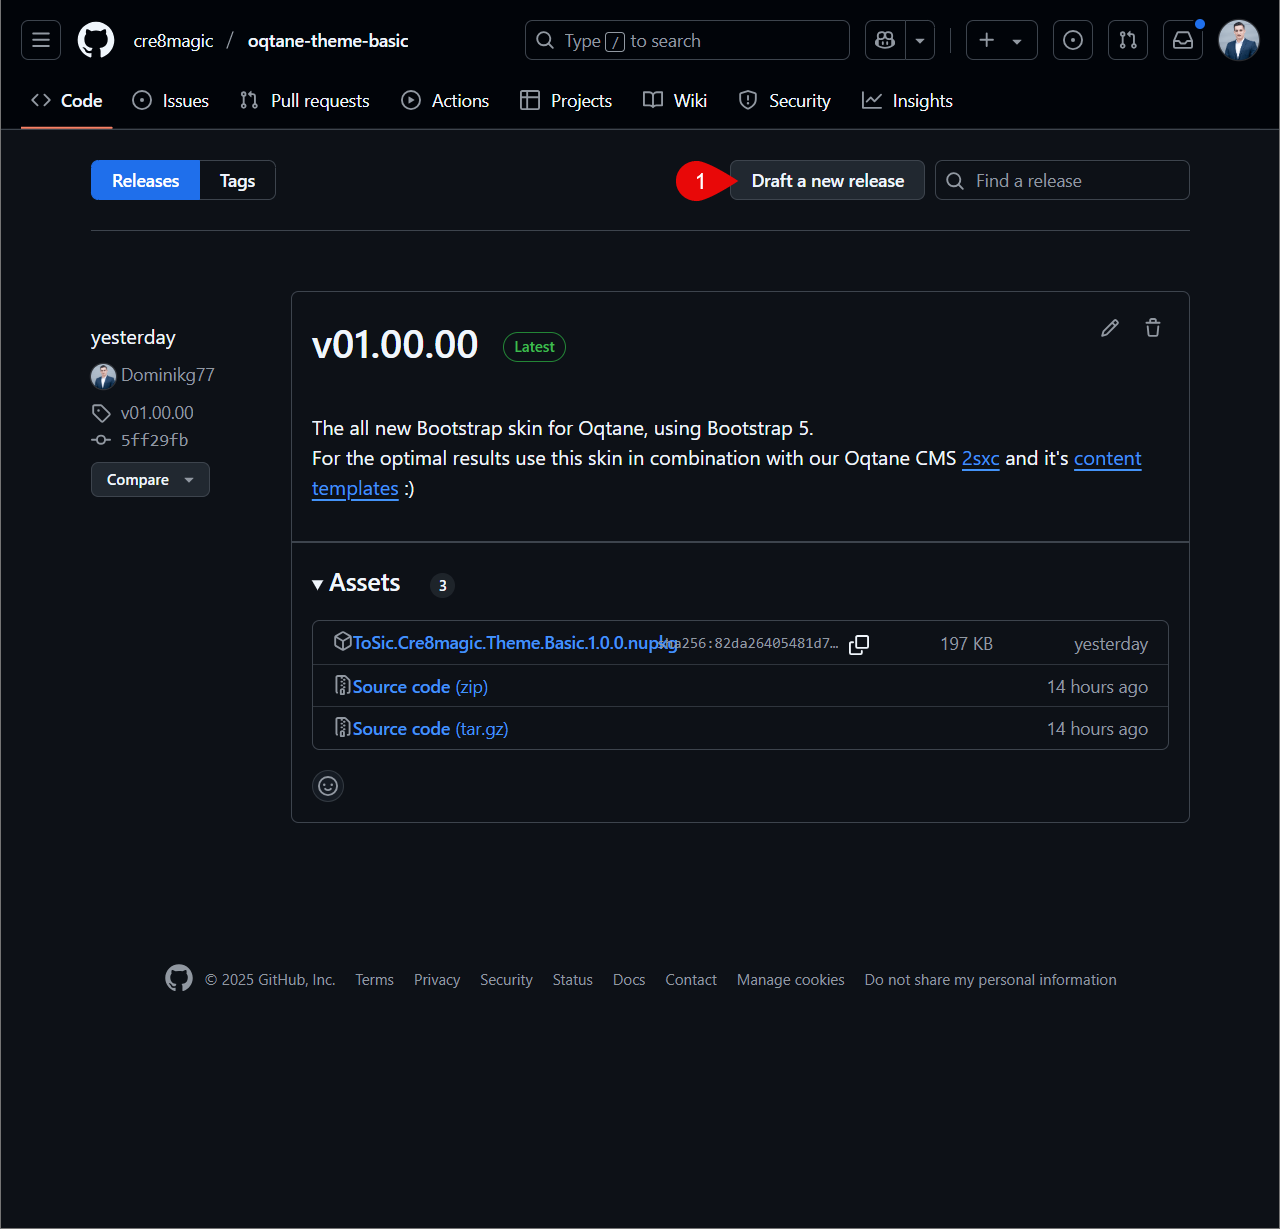 cre8magic / oqtane-theme-basic
Type / to search
Code
Issues
Pull requests
Actions
Projects
Wiki
Security
Insights
Releases
Tags
1
Draft a new release
Find a release
yesterday
Dominikg77
v01.00.00
5ff29fb
Compare
v01.00.00 Latest
The all new Bootstrap skin for Oqtane, using Bootstrap 5.
For the optimal results use this skin in combination with our Oqtane CMS 2sxc and it's content
templates :)
Assets 3
ToSic.Cre8magic.Theme.Basic.1.0.0.nupkg sha256:82da26405481d7… 197 KB yesterday
Source code (zip) 14 hours ago
Source code (tar.gz) 14 hours ago
© 2025 GitHub, Inc. Terms Privacy Security Status Docs Contact Manage cookies Do not share my personal information